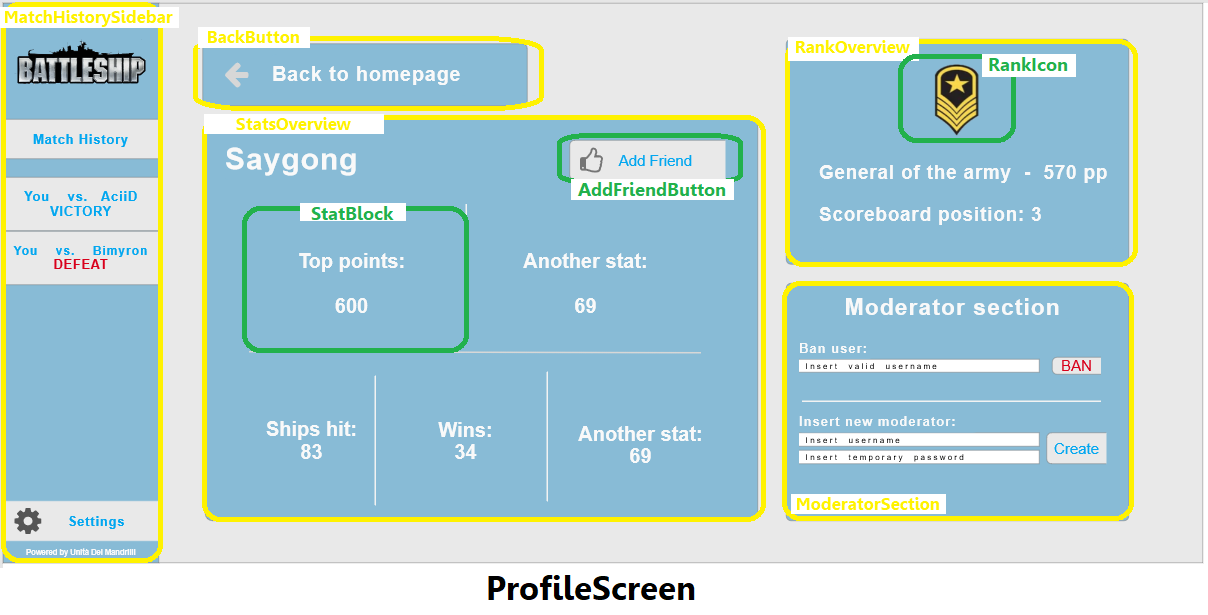 MatchHistorySidebar
BATTLESHIP
Match History
You vs. AciiD
VICTORY
You vs. Bimyron
DEFEAT
Settings
Powered by Unità Dei Mandrilli
BackButton
Back to homepage
StatsOverview
Saygong
Add Friend
AddFriendButton
StatBlock
Top points:
600
Another stat:
69
Ships hit:
83
Wins:
34
Another stat:
69
RankOverview
RankIcon
General of the army - 570 pp
Scoreboard position: 3
Moderator section
Ban user:
Insert valid username
BAN
Insert new moderator:
Insert username
Insert temporary password
Create
ModeratorSection
ProfileScreen